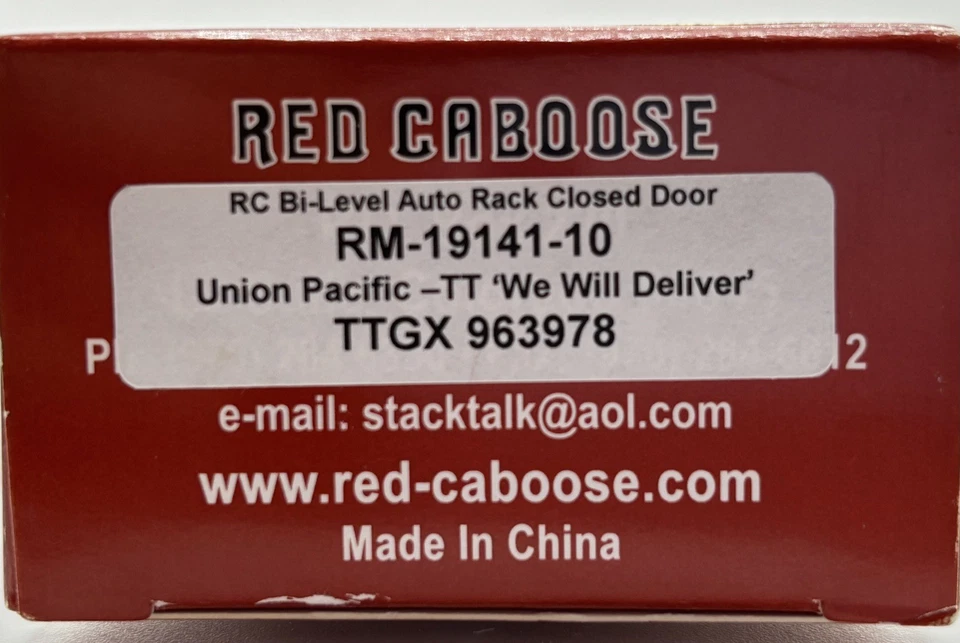 RED CABOOSE
RC Bi-Level Auto Rack Closed Door
RM-19141-10
Union Pacific –TT ‘We Will Deliver’
TTGX 963978
e-mail: stacktalk@aol.com
www.red-caboose.com
Made In China